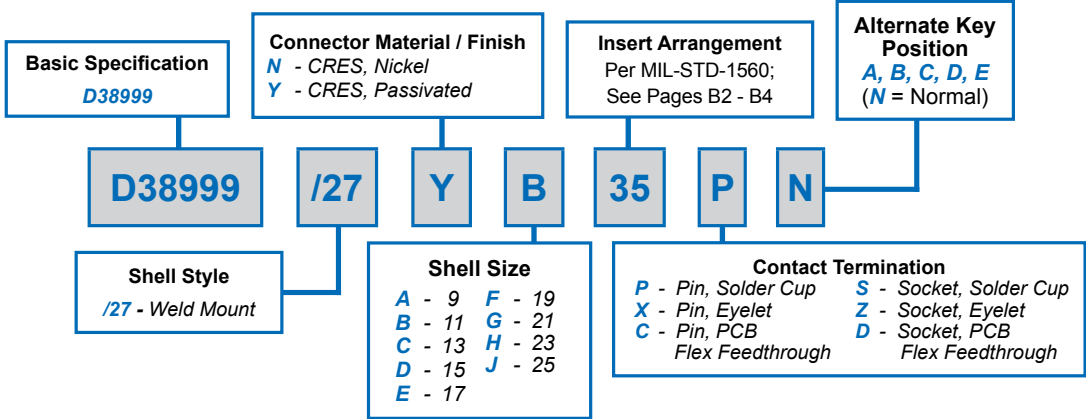 Basic Specification
D38999
Connector Material / Finish
N - CRES, Nickel
Y - CRES, Passivated
Insert Arrangement
Per MIL-STD-1560;
See Pages B2 - B4
Alternate Key
Position
A, B, C, D, E
(N = Normal)
D38999 /27 Y B 35 P N
Shell Style
/27 - Weld Mount
Shell Size
A - 9 F - 19
B - 11 G - 21
C - 13 H - 23
D - 15 J - 25
E - 17
Contact Termination
P - Pin, Solder Cup S - Socket, Solder Cup
X - Pin, Eyelet Z - Socket, Eyelet
C - Pin, PCB D - Socket, PCB
Flex Feedthrough Flex Feedthrough